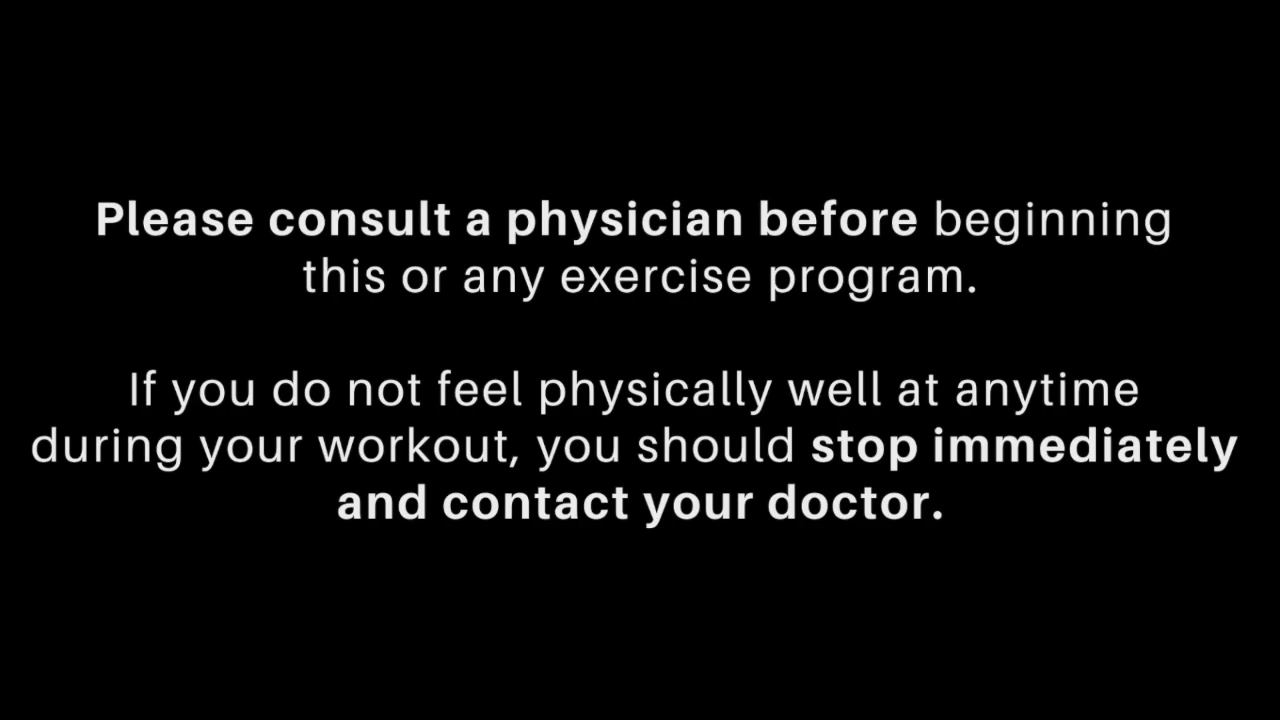 Please consult a physician before beginning
this or any exercise program.
If you do not feel physically well at anytime
during your workout, you should stop immediately
and contact your doctor.